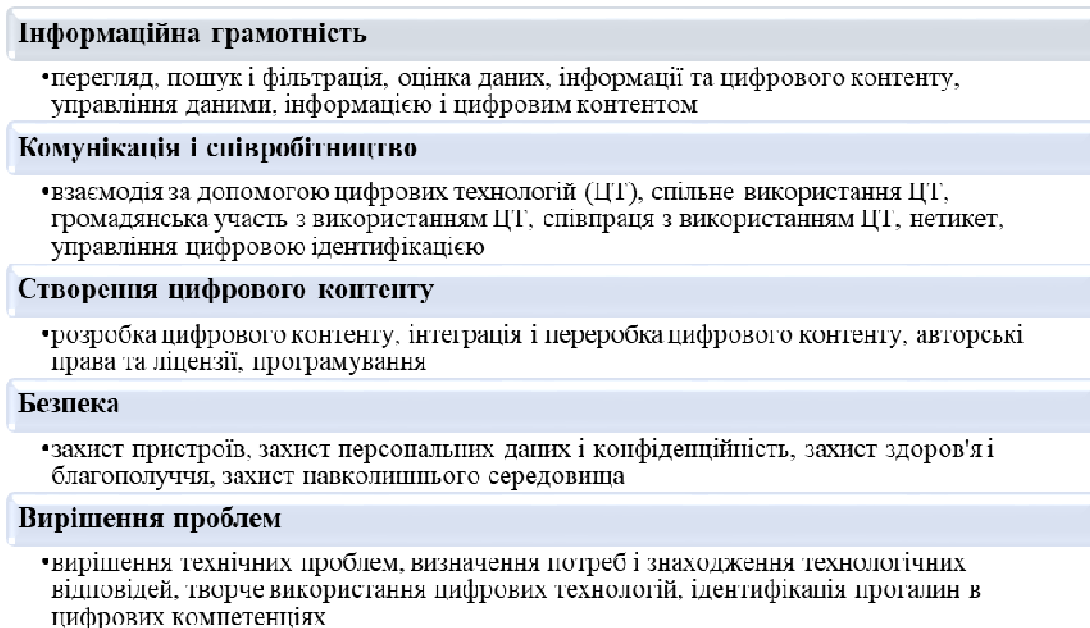 Інформаційна грамотність
•перегляд, пошук і фільтрація, оцінка даних, інформації та цифрового контенту,
управління даними, інформацією і цифровим контентом
Комунікація і співробітництво
•взаємодія за допомогою цифрових технологій (ЦТ), спільне використання ЦТ,
громадянська участь з використанням ЦТ, співпраця з використанням ЦТ, нетикет,
управління цифровою ідентифікацією
Створення цифрового контенту
•розробка цифрового контенту, інтеграція і переробка цифрового контенту, авторські
права та ліцензії, програмування
Безпека
•захист пристроїв, захист персональних даних і конфіденційність, захист здоров'я і
благополуччя, захист навколишнього середовища
Вирішення проблем
•вирішення технічних проблем, визначення потреб і знаходження технологічних
відповідей, творче використання цифрових технологій, ідентифікація прогалин в
цифрових компетенціях